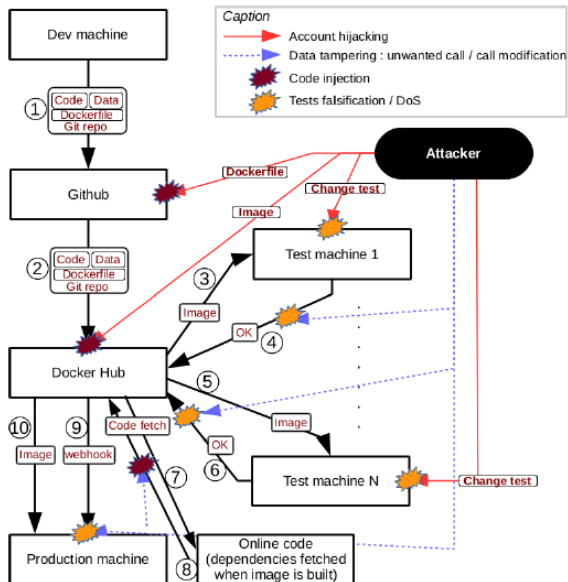 Caption
Account hijacking
Data tampering : unwanted call / call modification
Code injection
Tests falsification / DoS
Dev machine
1
Code Data
Dockerfile
Git repo
Attacker
Dockerfile
Change test
Github
Image
2
Code Data
Dockerfile
Git repo
3
Test machine 1
Image
OK
4
Docker Hub
5
10
9
Code fetch
Image
OK
Image
webhook
7
6
Test machine N
Change test
Production machine
8
Online code
(dependencies fetched
when image is built)